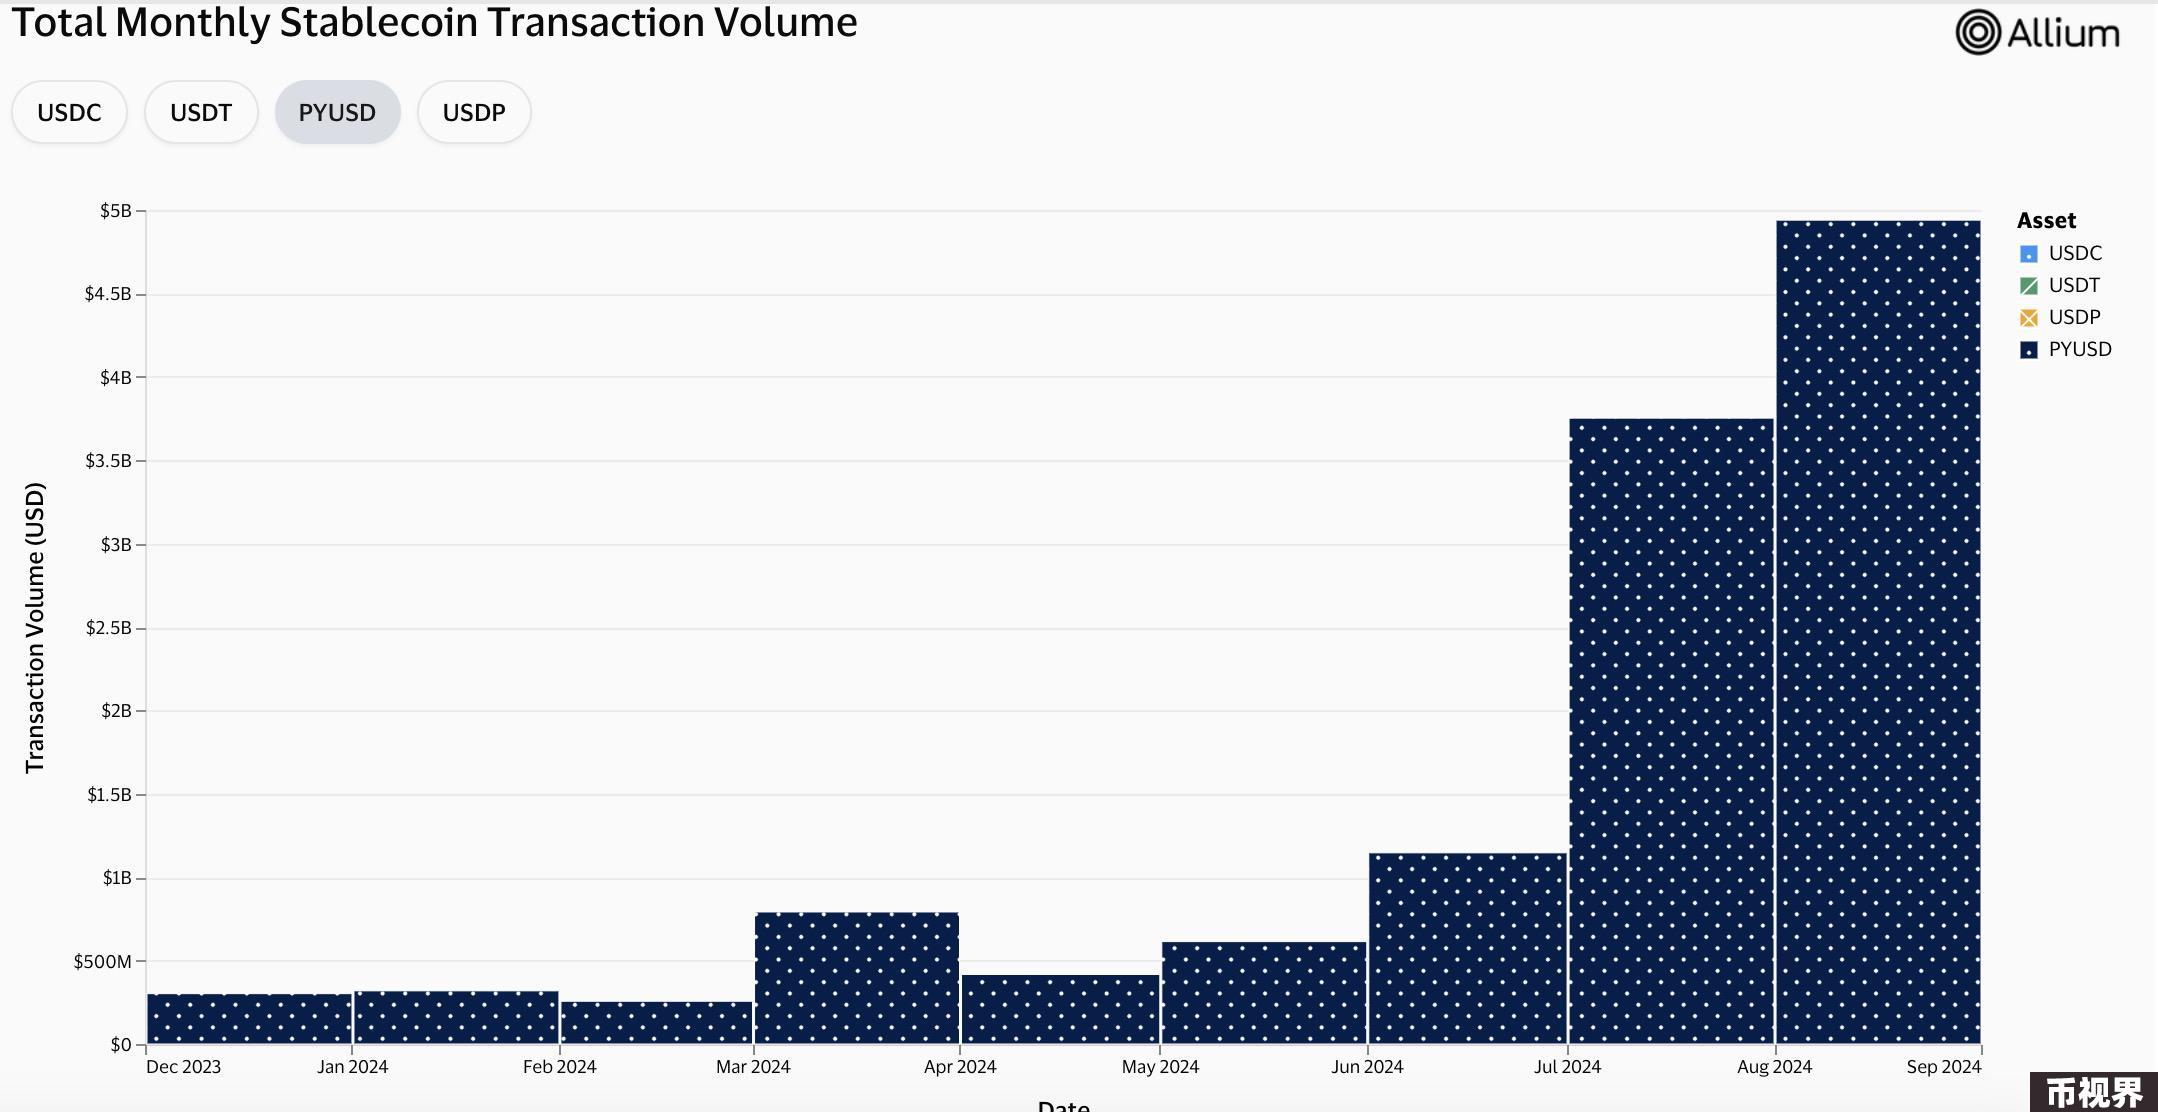 Total Monthly Stablecoin Transaction Volume
Allium
USDC
USDT
PYUSD
USDP
$5B
$4.5B
$4B
$3.5B
$3B
$2.5B
$2B
$1.5B
$1B
$500M
$0
Transaction Volume (USD)
Asset
USDC
USDT
USDP
PYUSD
Dec 2023
Jan 2024
Feb 2024
Mar 2024
Apr 2024
May 2024
Jun 2024
Jul 2024
Aug 2024
Sep 2024
Date
币视界